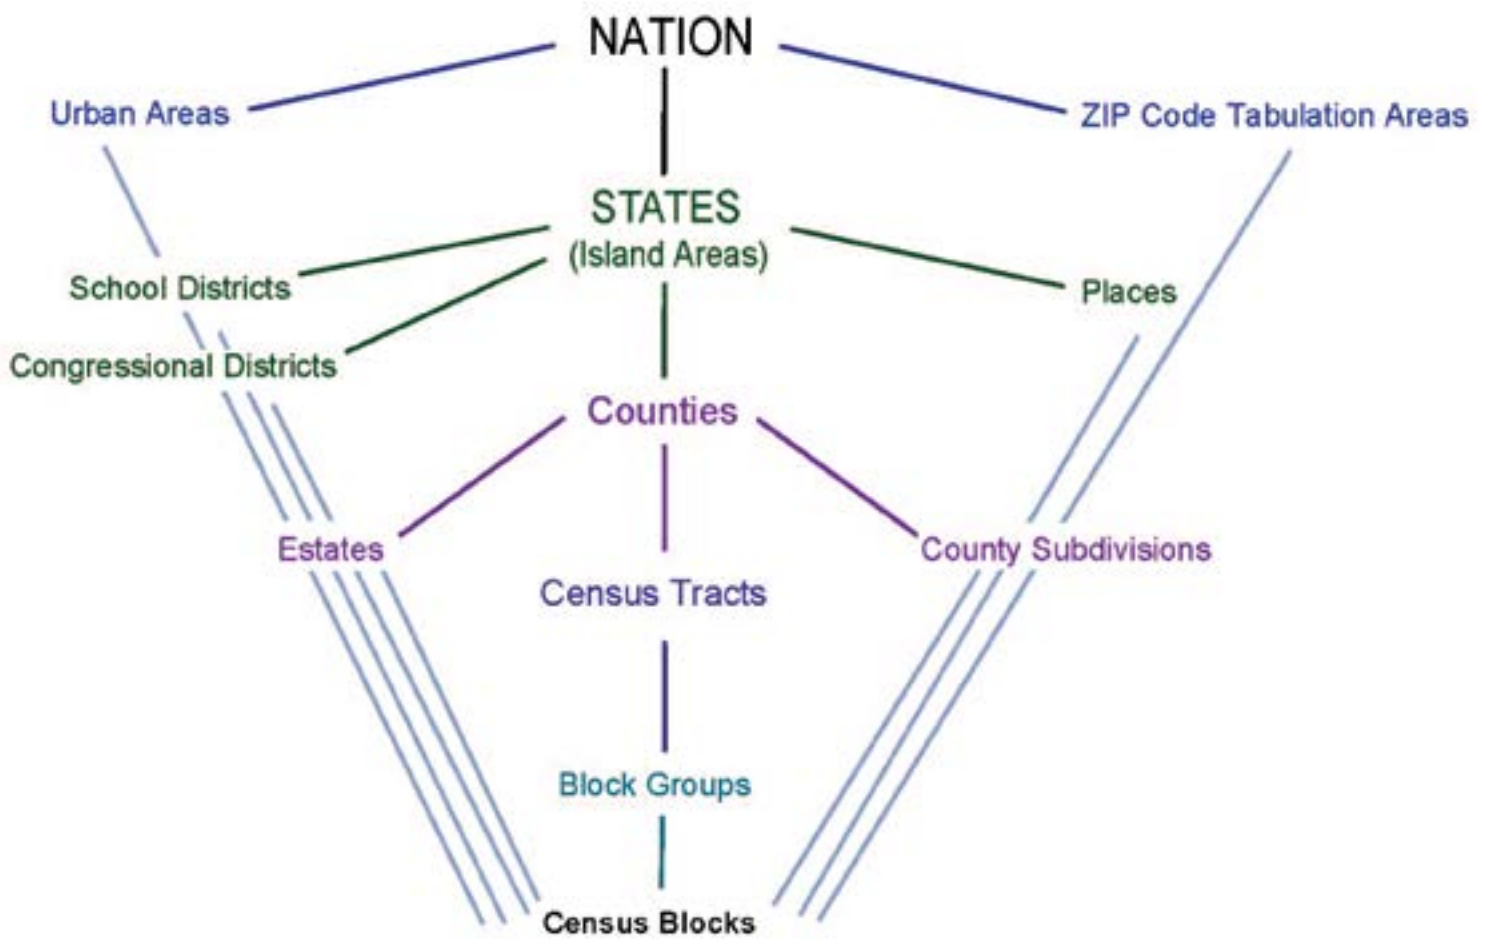 NATION
Urban Areas
ZIP Code Tabulation Areas
STATES
(Island Areas)
School Districts
Places
Congressional Districts
Counties
Estates
County Subdivisions
Census Tracts
Block Groups
Census Blocks